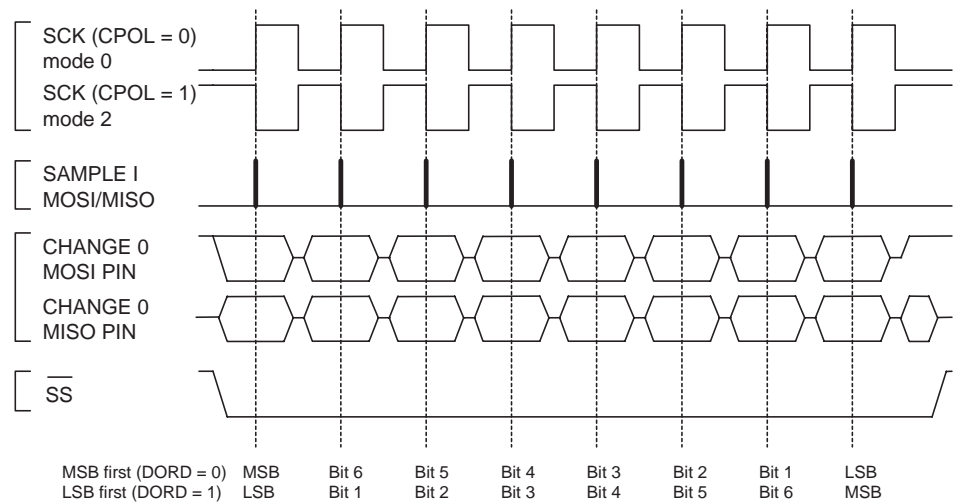 SCK (CPOL = 0)
mode 0
SCK (CPOL = 1)
mode 2
SAMPLE I
MOSI/MISO
CHANGE 0
MOSI PIN
CHANGE 0
MISO PIN
SS
MSB first (DORD = 0) MSB Bit 6 Bit 5 Bit 4 Bit 3 Bit 2 Bit 1 LSB
LSB first (DORD = 1) LSB Bit 1 Bit 2 Bit 3 Bit 4 Bit 5 Bit 6 MSB